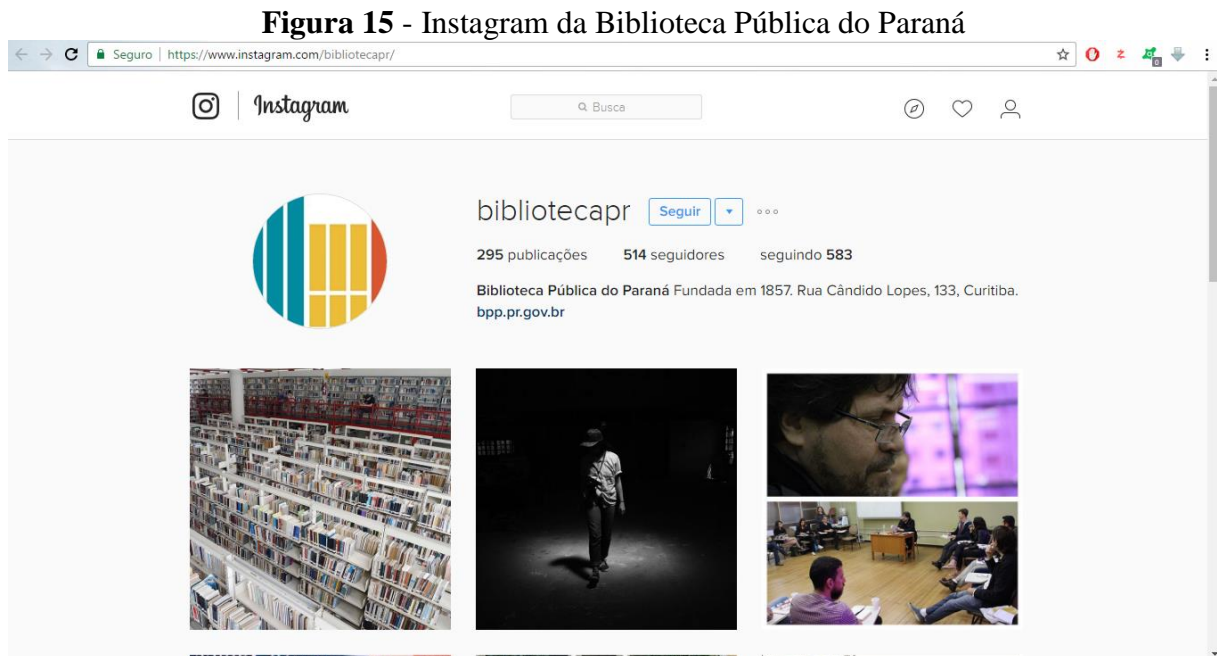 Figura 15 - Instagram da Biblioteca Pública do Paraná
Seguro | https://www.instagram.com/bibliotecapr/
0
Instagram
Busca
bibliotecapr Seguir
295 publicações 514 seguidores seguindo 583
Biblioteca Pública do Paraná Fundada em 1857. Rua Cândido Lopes, 133, Curitiba.
bpp.pr.gov.br